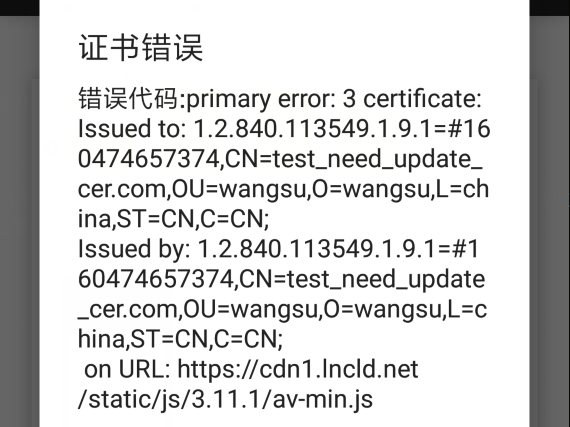 证书错误
错误代码:primary error: 3 certificate:
Issued to: 1.2.840.113549.1.9.1=#16
0474657374,CN=test_need_update_
cer.com,OU=wangsu,O=wangsu,L=ch
ina,ST=CN,C=CN;
Issued by: 1.2.840.113549.1.9.1=#1
60474657374,CN=test_need_update
_cer.com,OU=wangsu,O=wangsu,L=c
hina,ST=CN,C=CN;
on URL: https://cdn1.lncld.net
/static/js/3.11.1/av-min.js